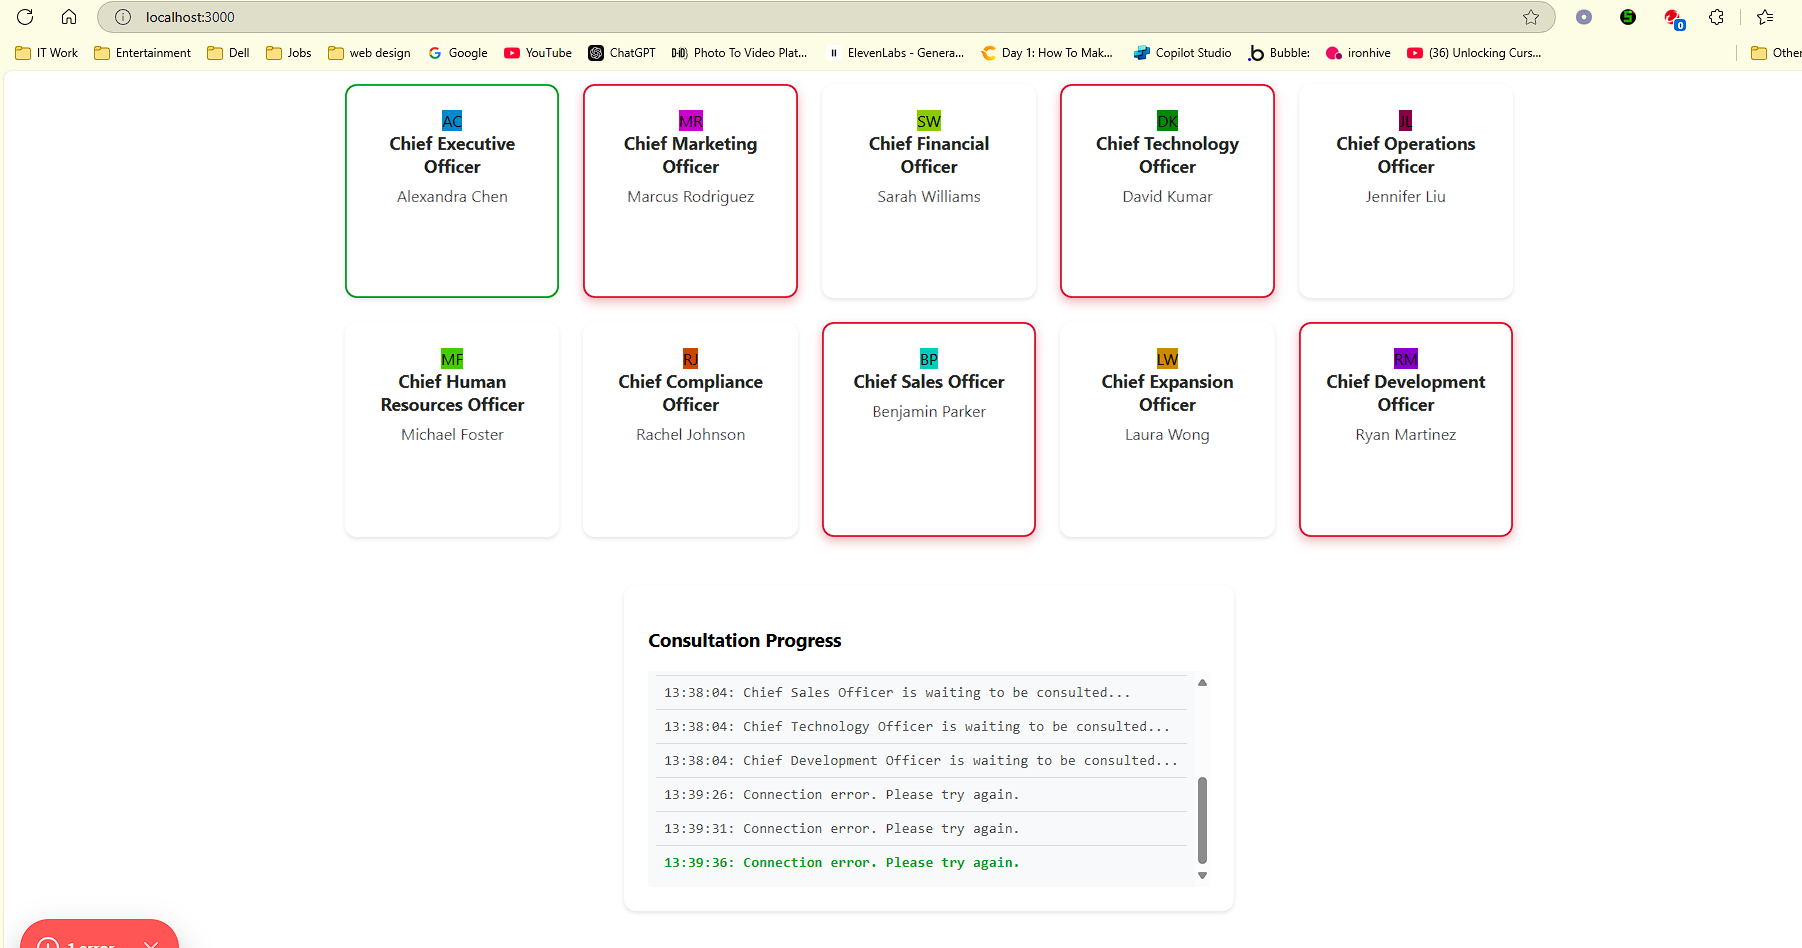 localhost:3000
IT Work
Entertainment
Dell
Jobs
web design
Google
YouTube
ChatGPT
Photo To Video Plat...
ElevenLabs - Genera...
Day 1: How To Mak...
Copilot Studio
Bubble:
ironhive
(36) Unlocking Curs...
Other
0
AC
Chief Executive
Officer
Alexandra Chen
MR
Chief Marketing
Officer
Marcus Rodriguez
SW
Chief Financial
Officer
Sarah Williams
DK
Chief Technology
Officer
David Kumar
JL
Chief Operations
Officer
Jennifer Liu
MF
Chief Human
Resources Officer
Michael Foster
RJ
Chief Compliance
Officer
Rachel Johnson
BP
Chief Sales Officer
Benjamin Parker
LW
Chief Expansion
Officer
Laura Wong
RM
Chief Development
Officer
Ryan Martinez
Consultation Progress
13:38:04: Chief Sales Officer is waiting to be consulted...
13:38:04: Chief Technology Officer is waiting to be consulted...
13:38:04: Chief Development Officer is waiting to be consulted...
13:39:26: Connection error. Please try again.
13:39:31: Connection error. Please try again.
13:39:36: Connection error. Please try again.
1 error